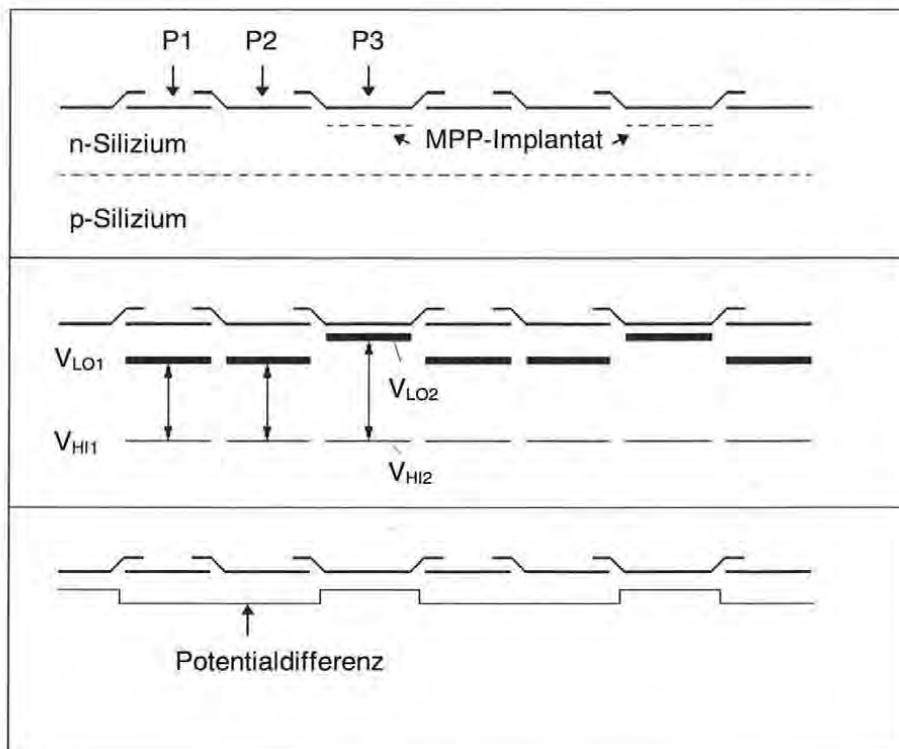 P1 P2 P3
MPP-Implantat
n-Silizium
p-Silizium
VLO1
VLO2
VHI1
VHI2
Potentialdifferenz